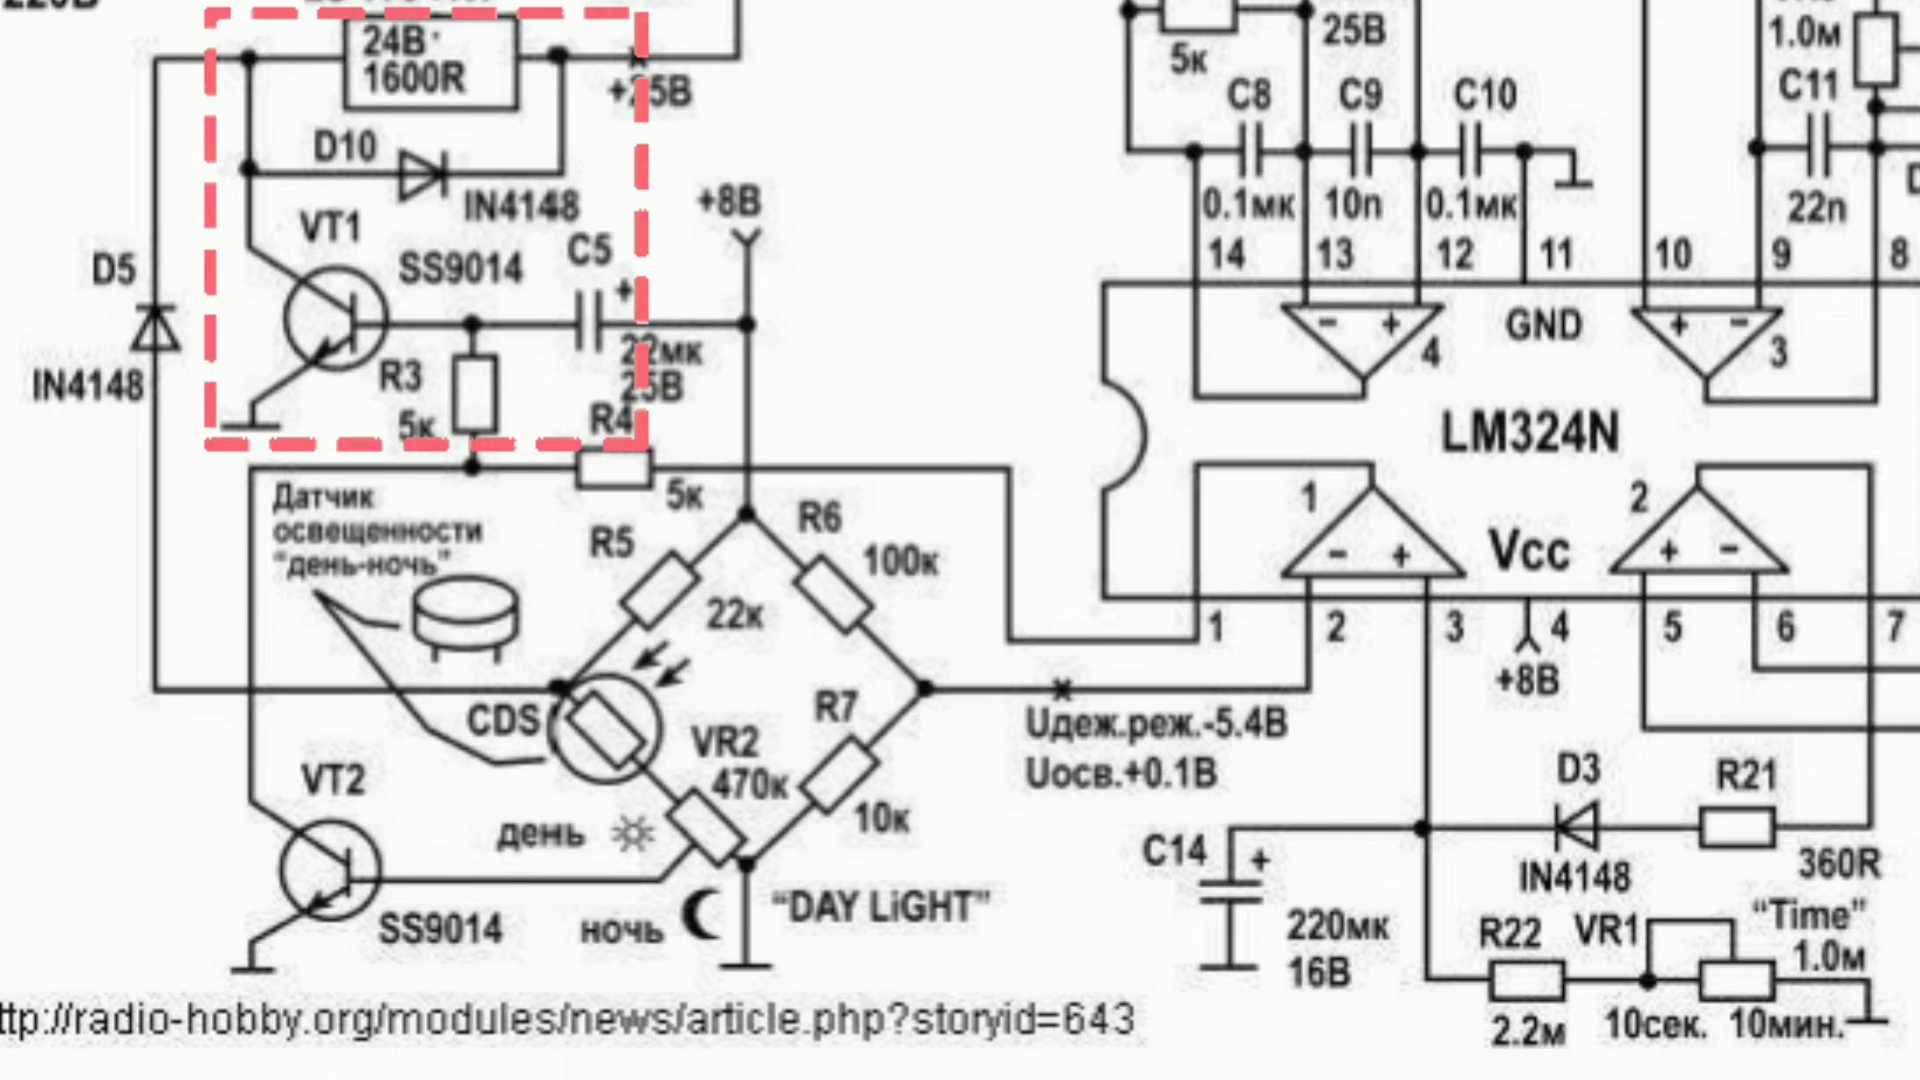 220В
24В
1600R
+25В
D10
IN4148
VT1
SS9014
C5
+
22мк
25В
+8В
D5
IN4148
R3
5к
R4
5к
Датчик
освещенности
"день-ночь"
R5
22к
R6
100к
CDS
VR2
470к
R7
10к
VT2
SS9014
день
ночь
"DAY LiGHT"
Uдеж.реж.-5.4В
Uосв.+0.1В
5к
25В
C8
C9
C10
0.1мк
10n
0.1мк
1.0м
C11
22n
14
13
12
11
10
9
8
- +
4
GND
+ -
3
LM324N
1
- +
Vcc
2
+ -
1
2
3
4
5
6
7
+8В
D3
IN4148
R21
360R
C14
+
220мк
16В
R22
2.2м
VR1
"Time"
1.0м
10сек.
10мин.
ttp://radio-hobby.org/modules/news/article.php?storyid=643